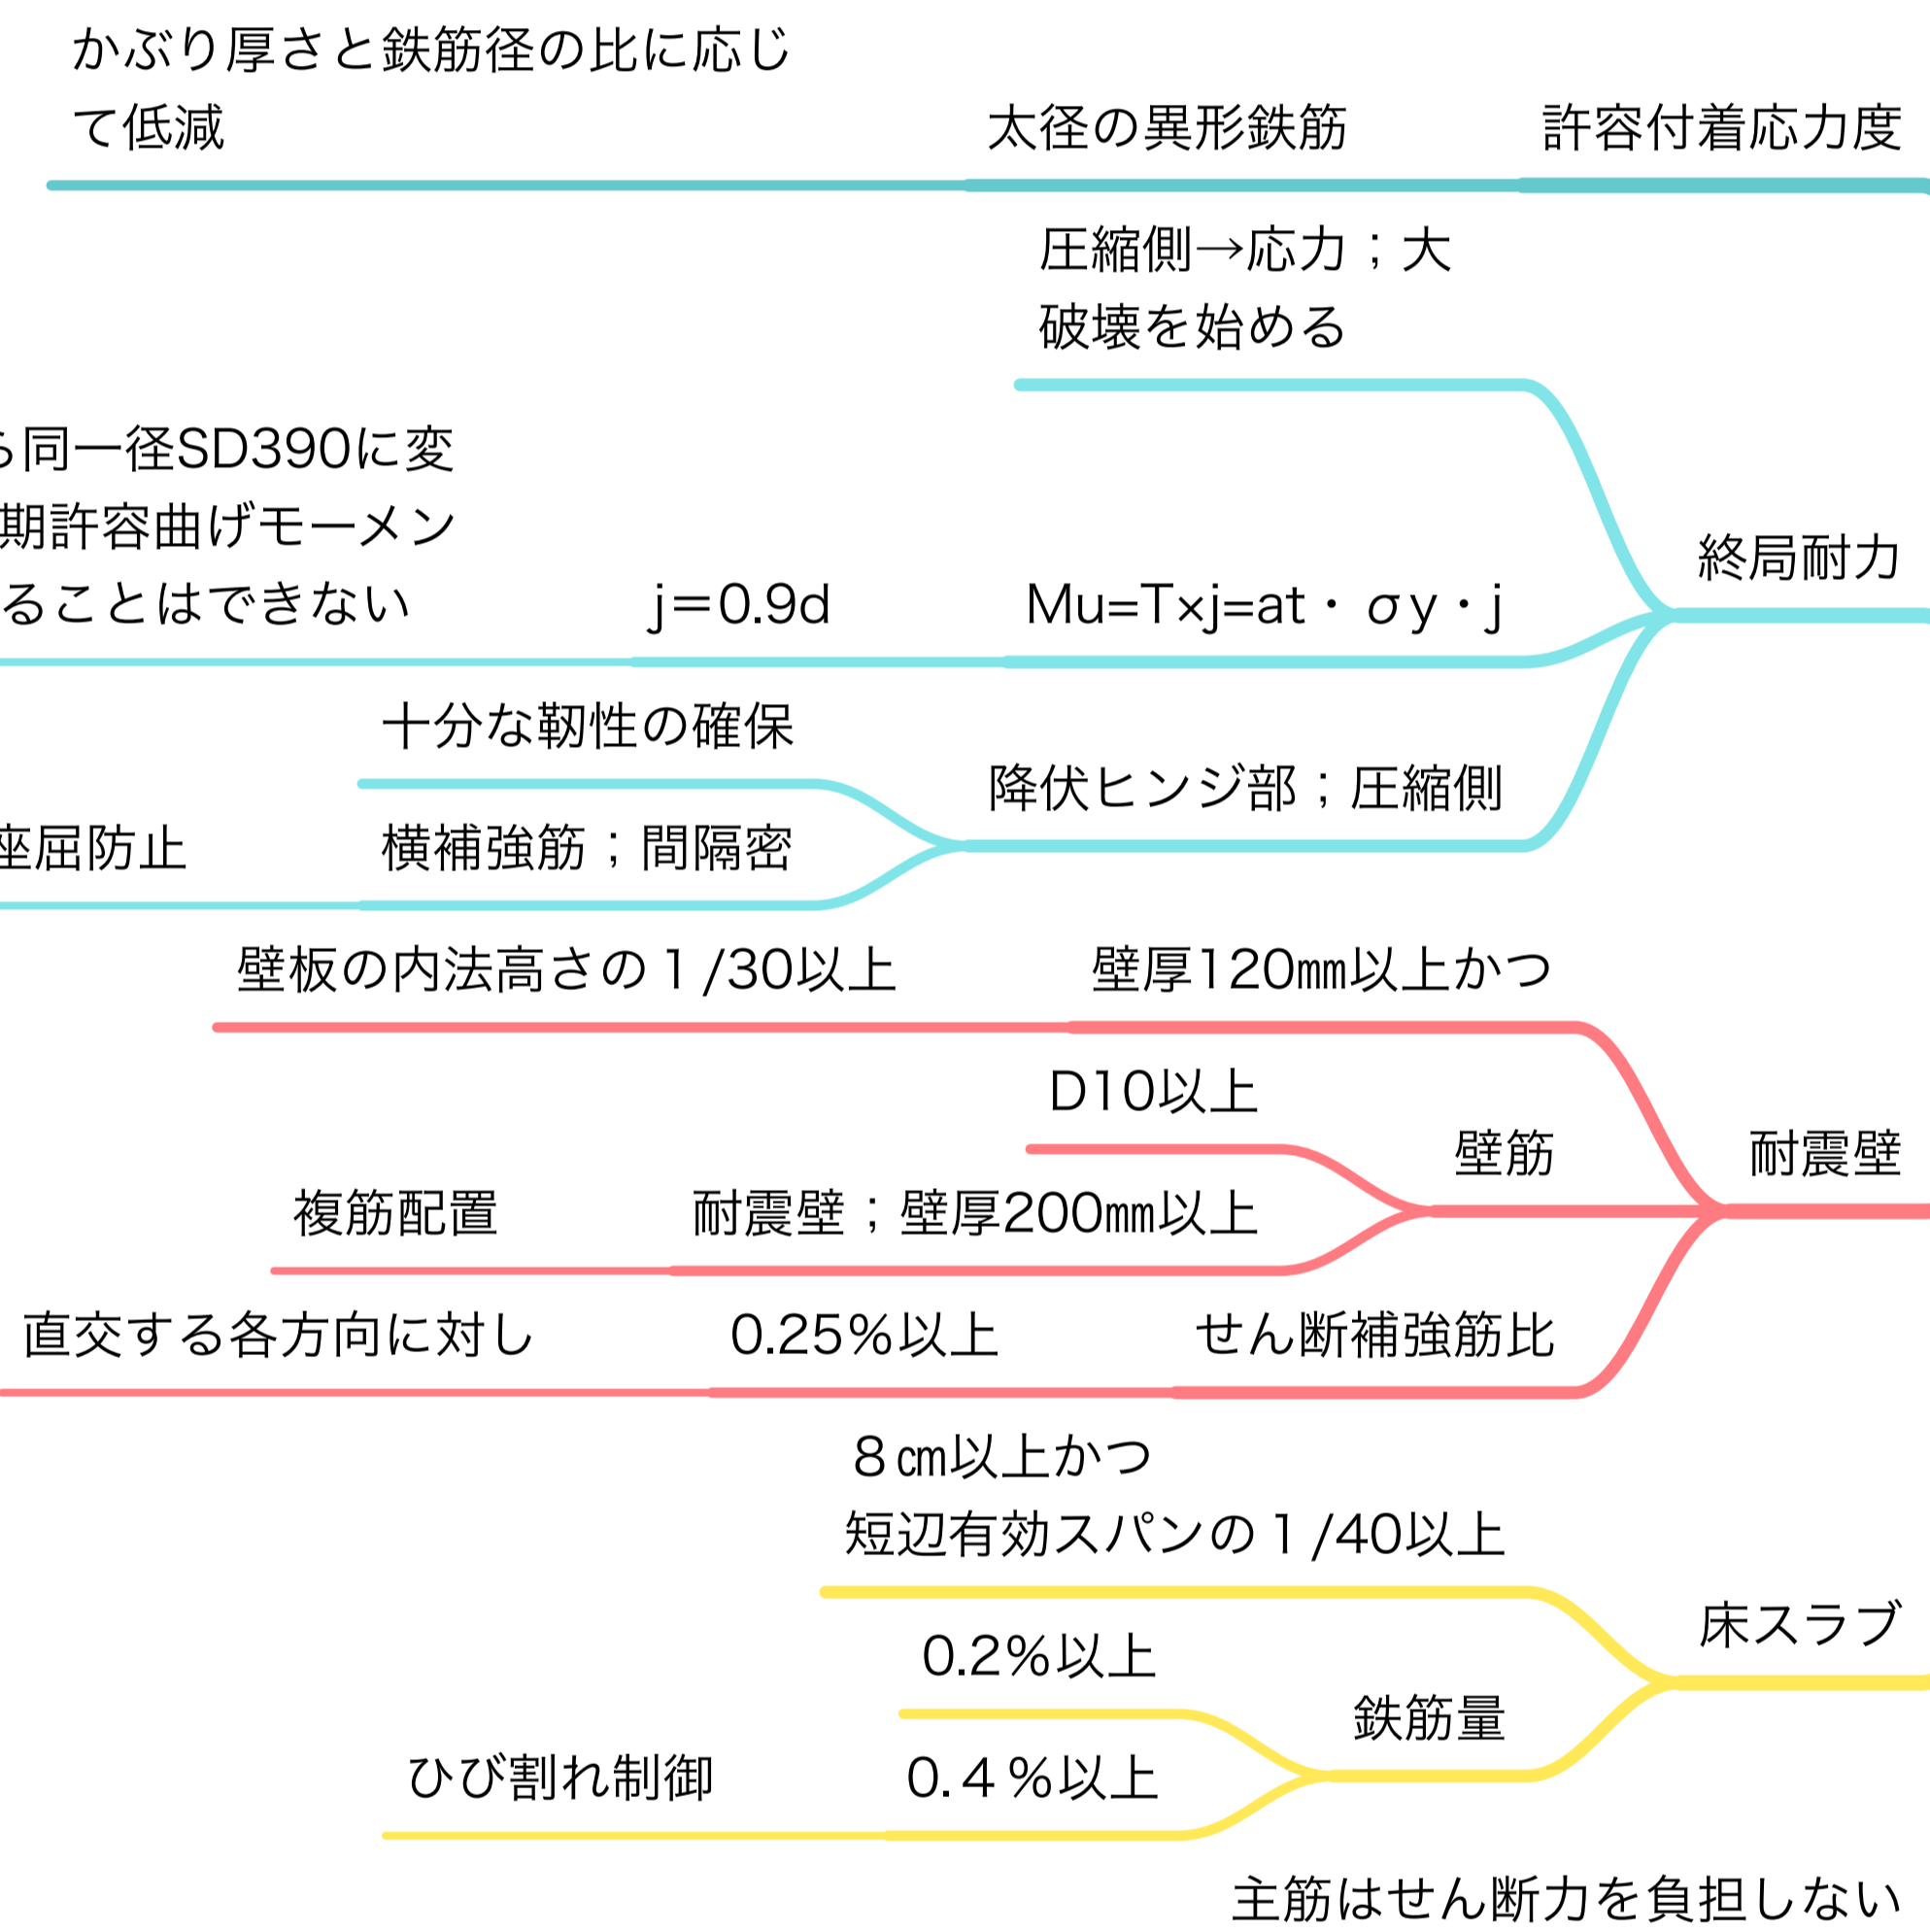 かぶり厚さと鉄筋径の比に応じ
て低減
太径の異形鉄筋
許容付着応力度
圧縮側→応力；大
破壊を始める
同一径SD390に変
期許容曲げモーメン
ることはできない
j＝0.9d
Mu=T×j=at・σy・j
終局耐力
十分な靭性の確保
降伏ヒンジ部；圧縮側
座屈防止
横補強筋；間隔密
壁板の内法高さの１/30以上
壁厚120㎜以上かつ
D10以上
壁筋
耐震壁
複筋配置
耐震壁；壁厚200㎜以上
直交する各方向に対し
0.25％以上
せん断補強筋比
８㎝以上かつ
短辺有効スパンの１/40以上
床スラブ
0.2%以上
鉄筋量
ひび割れ制御
0.４％以上
主筋はせん断力を負担しない